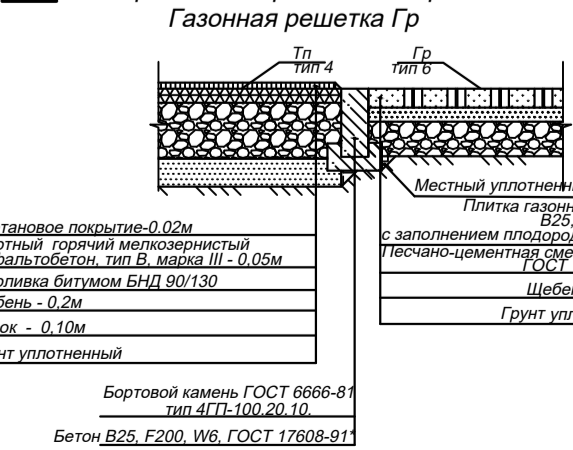 Газонная решетка Гр
Тп
тип 4
Гр
тип 6
Местный уплотненн
Плитка газонн
В25,
с заполнением плодород
Песчано-цементная сме
ГОСТ
Щебен
Грунт упл
тановое покрытие-0.02м
отный горячий мелкозернистый
фальтобетон, тип В, марка III - 0,05м
оливка битумом БНД 90/130
бень - 0,2м
ок - 0,10м
нт уплотненный
Бортовой камень ГОСТ 6666-81
тип 4ГП-100.20.10.
Бетон В25, F200, W6, ГОСТ 17608-91*